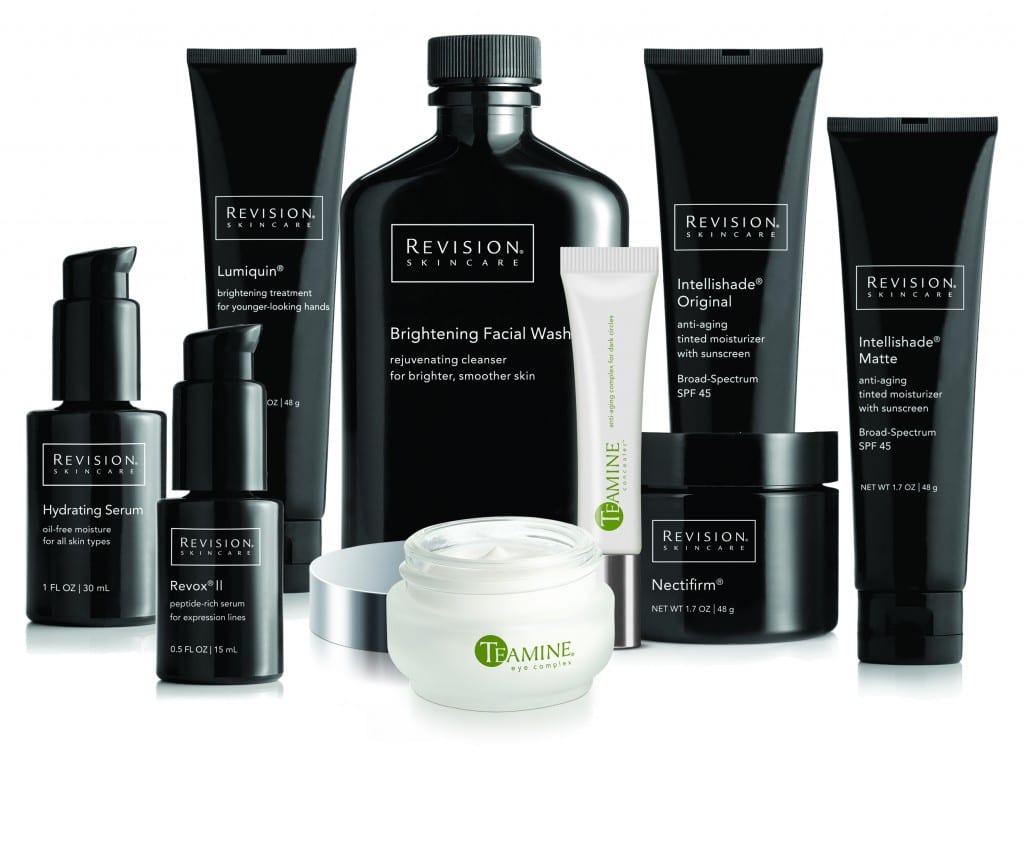 REVISION®
SKINCARE
Hydrating Serum
oil-free moisture
for all skin types
1 FL OZ | 30 mL
REVISION®
SKINCARE
Lumiquin®
brightening treatment
for younger-looking hands
OZ | 48 g
REVISION®
SKINCARE
Revox® II
peptide-rich serum
for expression lines
0.5 FL OZ | 15 mL
REVISION®
SKINCARE
Brightening Facial Wash
rejuvenating cleanser
for brighter, smoother skin
TEAMINE®
eye complex
TEAMINE
concealer™
anti-aging complex for dark circles
REVISION®
SKINCARE
Intellishade®
Original
anti-aging
tinted moisturizer
with sunscreen
Broad-Spectrum
SPF 45
REVISION®
SKINCARE
Nectifirm®
NET WT 1.7 OZ | 48 g
REVISION®
SKINCARE
Intellishade®
Matte
anti-aging
tinted moisturizer
with sunscreen
Broad-Spectrum
SPF 45
NET WT 1.7 OZ | 48 g